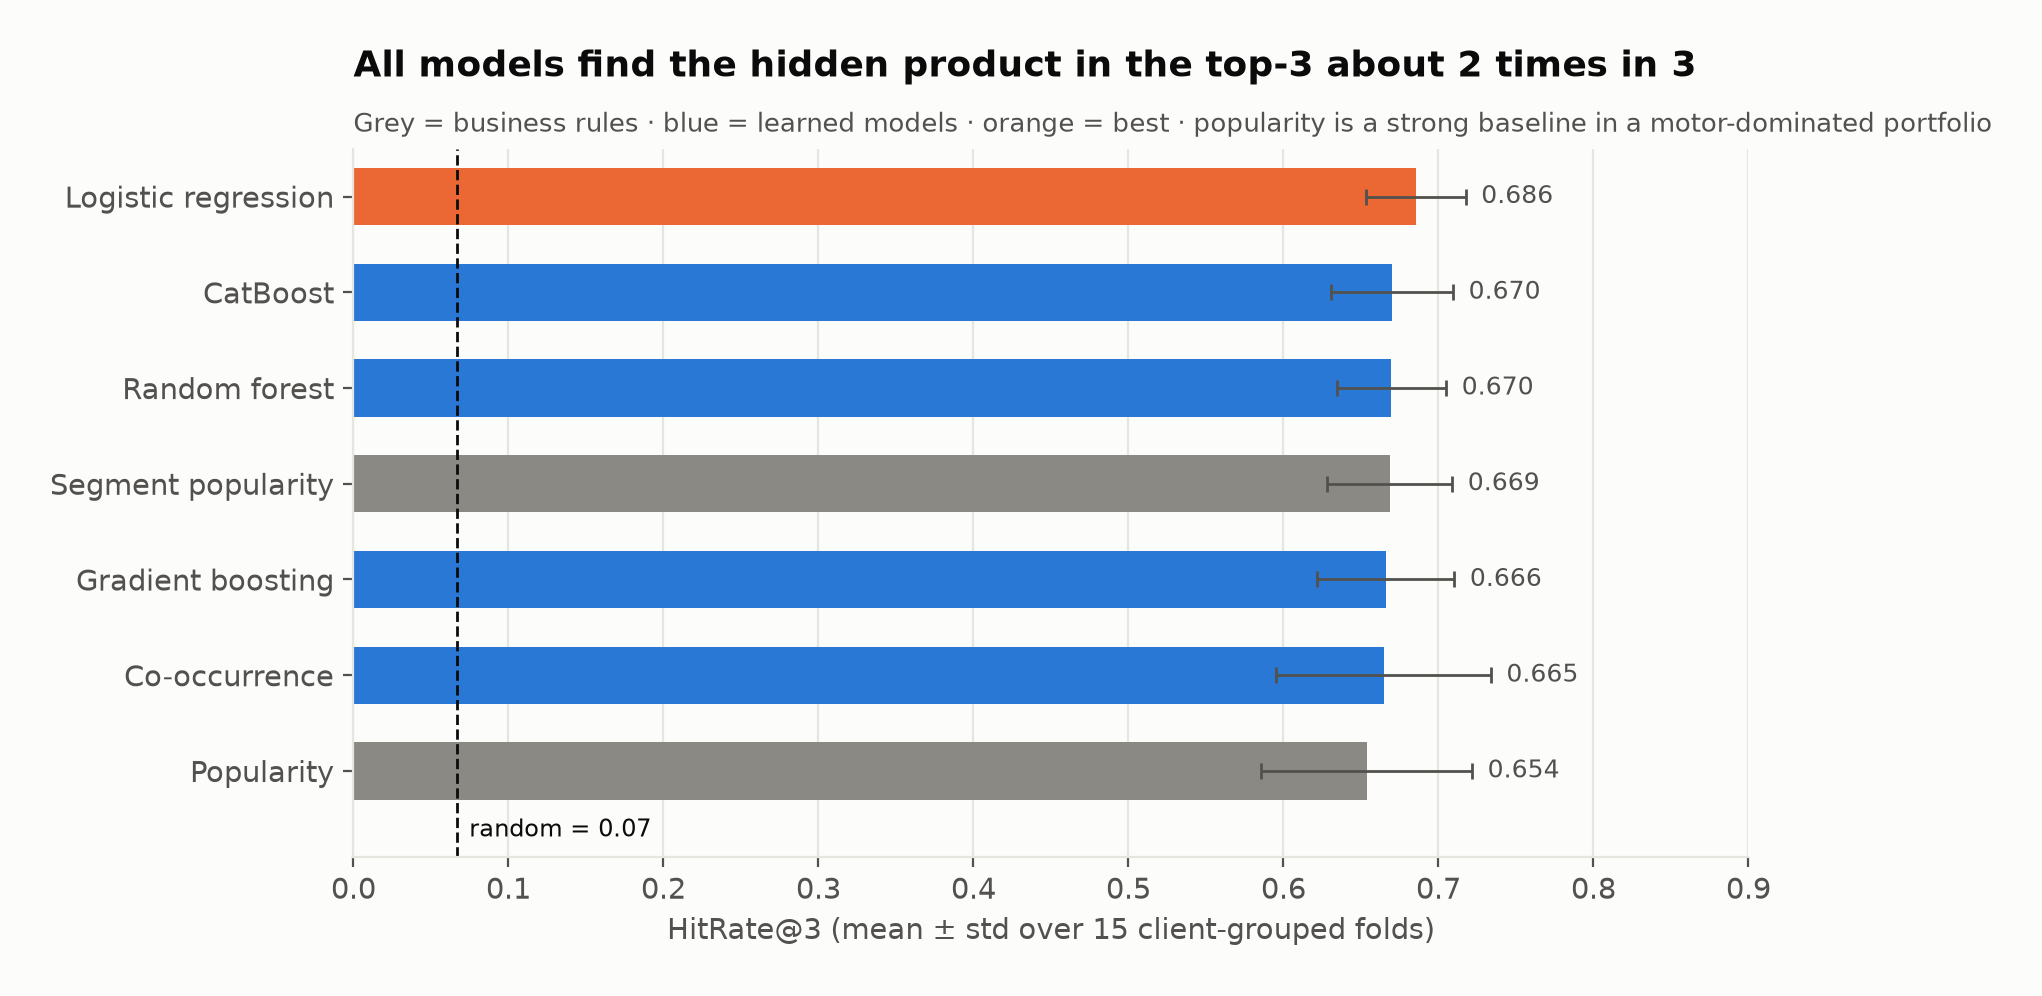 All models find the hidden product in the top-3 about 2 times in 3
Grey = business rules · blue = learned models · orange = best · popularity is a strong baseline in a motor-dominated portfolio
Logistic regression 0.686
CatBoost 0.670
Random forest 0.670
Segment popularity 0.669
Gradient boosting 0.666
Co-occurrence 0.665
Popularity 0.654
random = 0.07
0.0 0.1 0.2 0.3 0.4 0.5 0.6 0.7 0.8 0.9
HitRate@3 (mean ± std over 15 client-grouped folds)